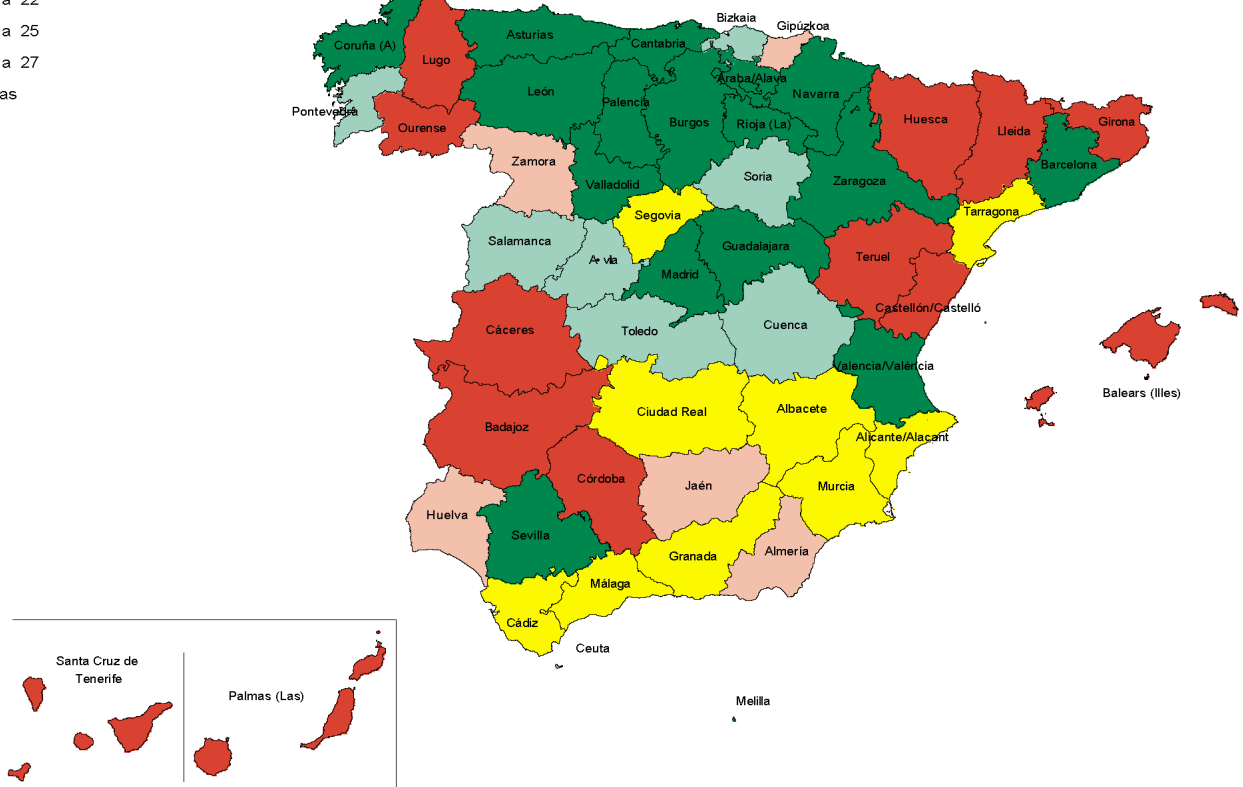 a 22
a 25
a 27
as
Bizkaia
Gipúzkoa
Coruña (A)
Lugo
Asturias
Cantabria
Araba/Alava
Navarra
León
Palencia
Burgos
Rioja (La)
Pontevedra
Ourense
Huesca
Lleida
Girona
Barcelona
Zamora
Valladolid
Soria
Zaragoza
Segovia
Tarragona
Salamanca
Guadalajara
Madrid
Teruel
Castellón/Castelló
Cáceres
Toledo
Cuenca
Valencia/València
Balears (Illes)
Badajoz
Ciudad Real
Albacete
Alicante/Alacant
Córdoba
Jaén
Murcia
Huelva
Sevilla
Granada
Almería
Málaga
Cádiz
Ceuta
Melilla
Santa Cruz de
Tenerife
Palmas (Las)